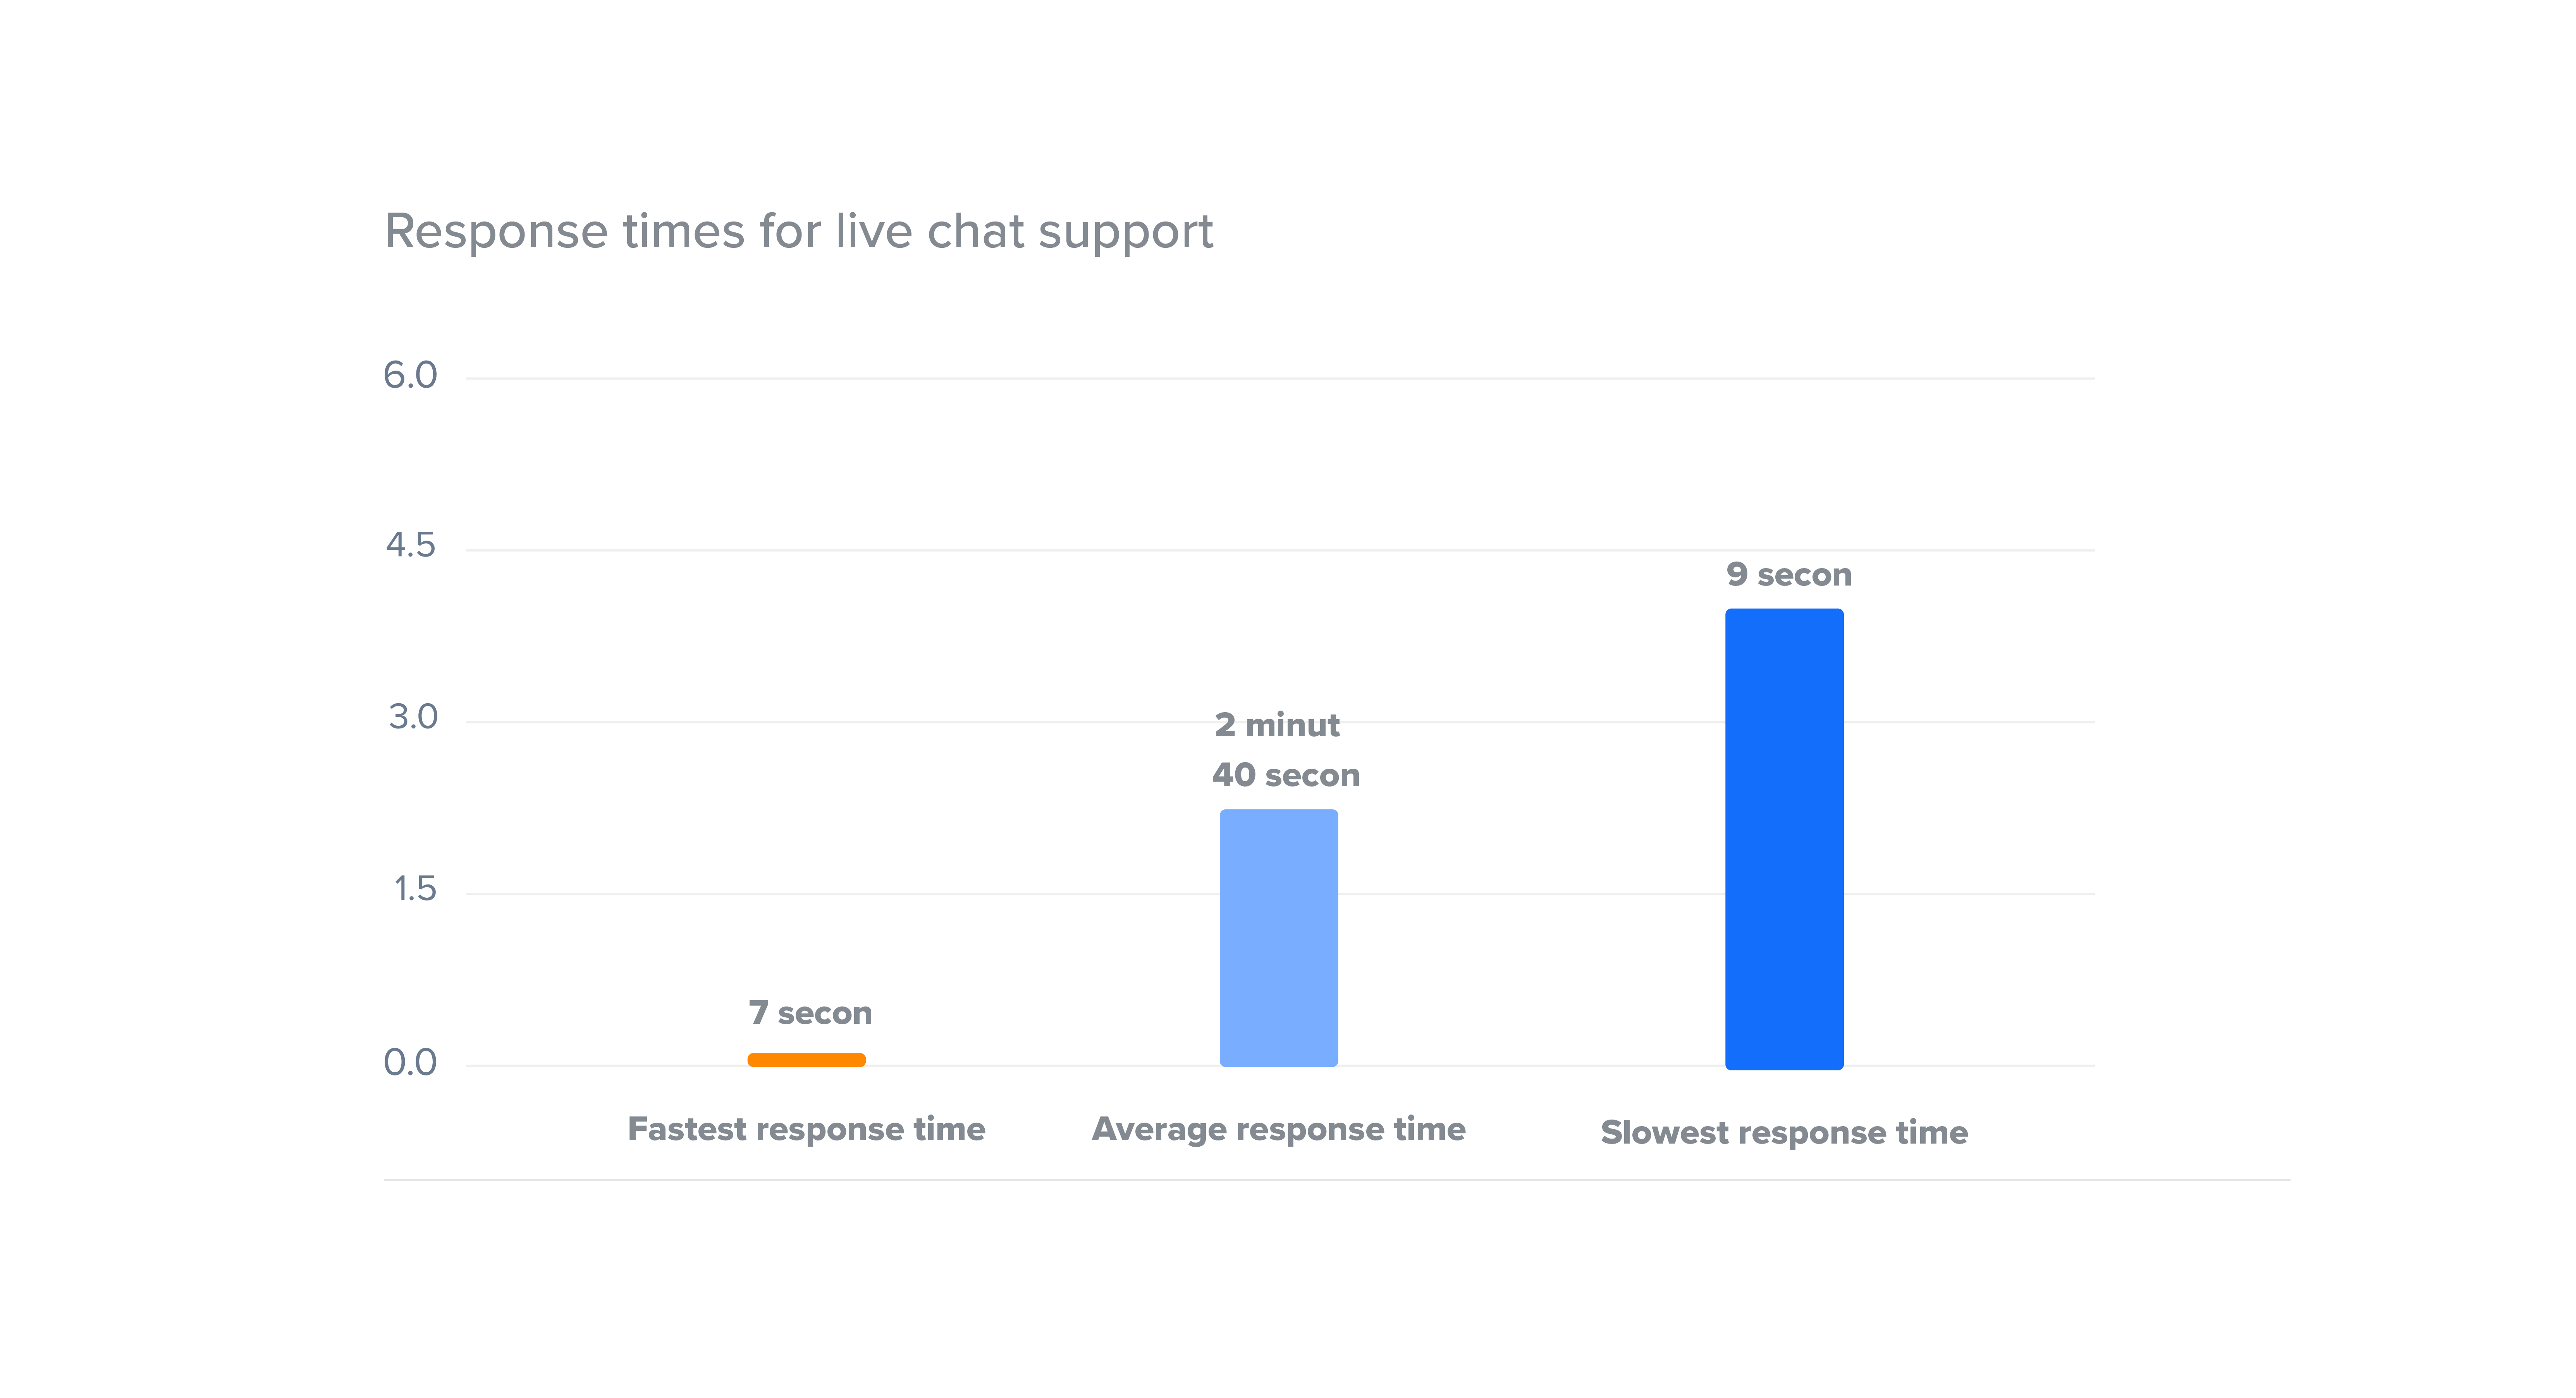 Response times for live chat support
6.0
4.5
9 secon
3.0
2 minut
40 secon
1.5
7 secon
0.0
Fastest response time
Average response time
Slowest response time